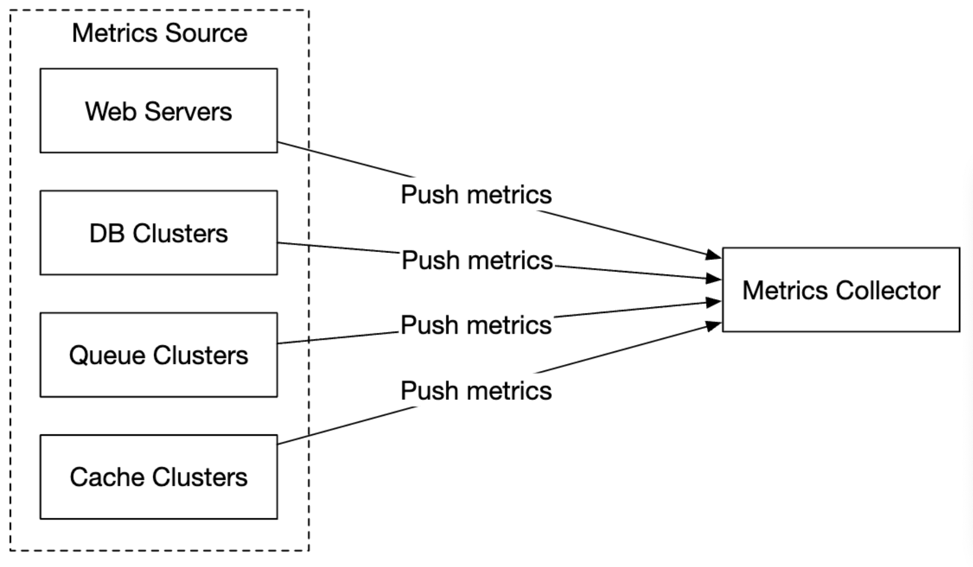 Metrics Source
Web Servers
Push metrics
DB Clusters
Push metrics
Metrics Collector
Queue Clusters
Push metrics
Cache Clusters
Push metrics